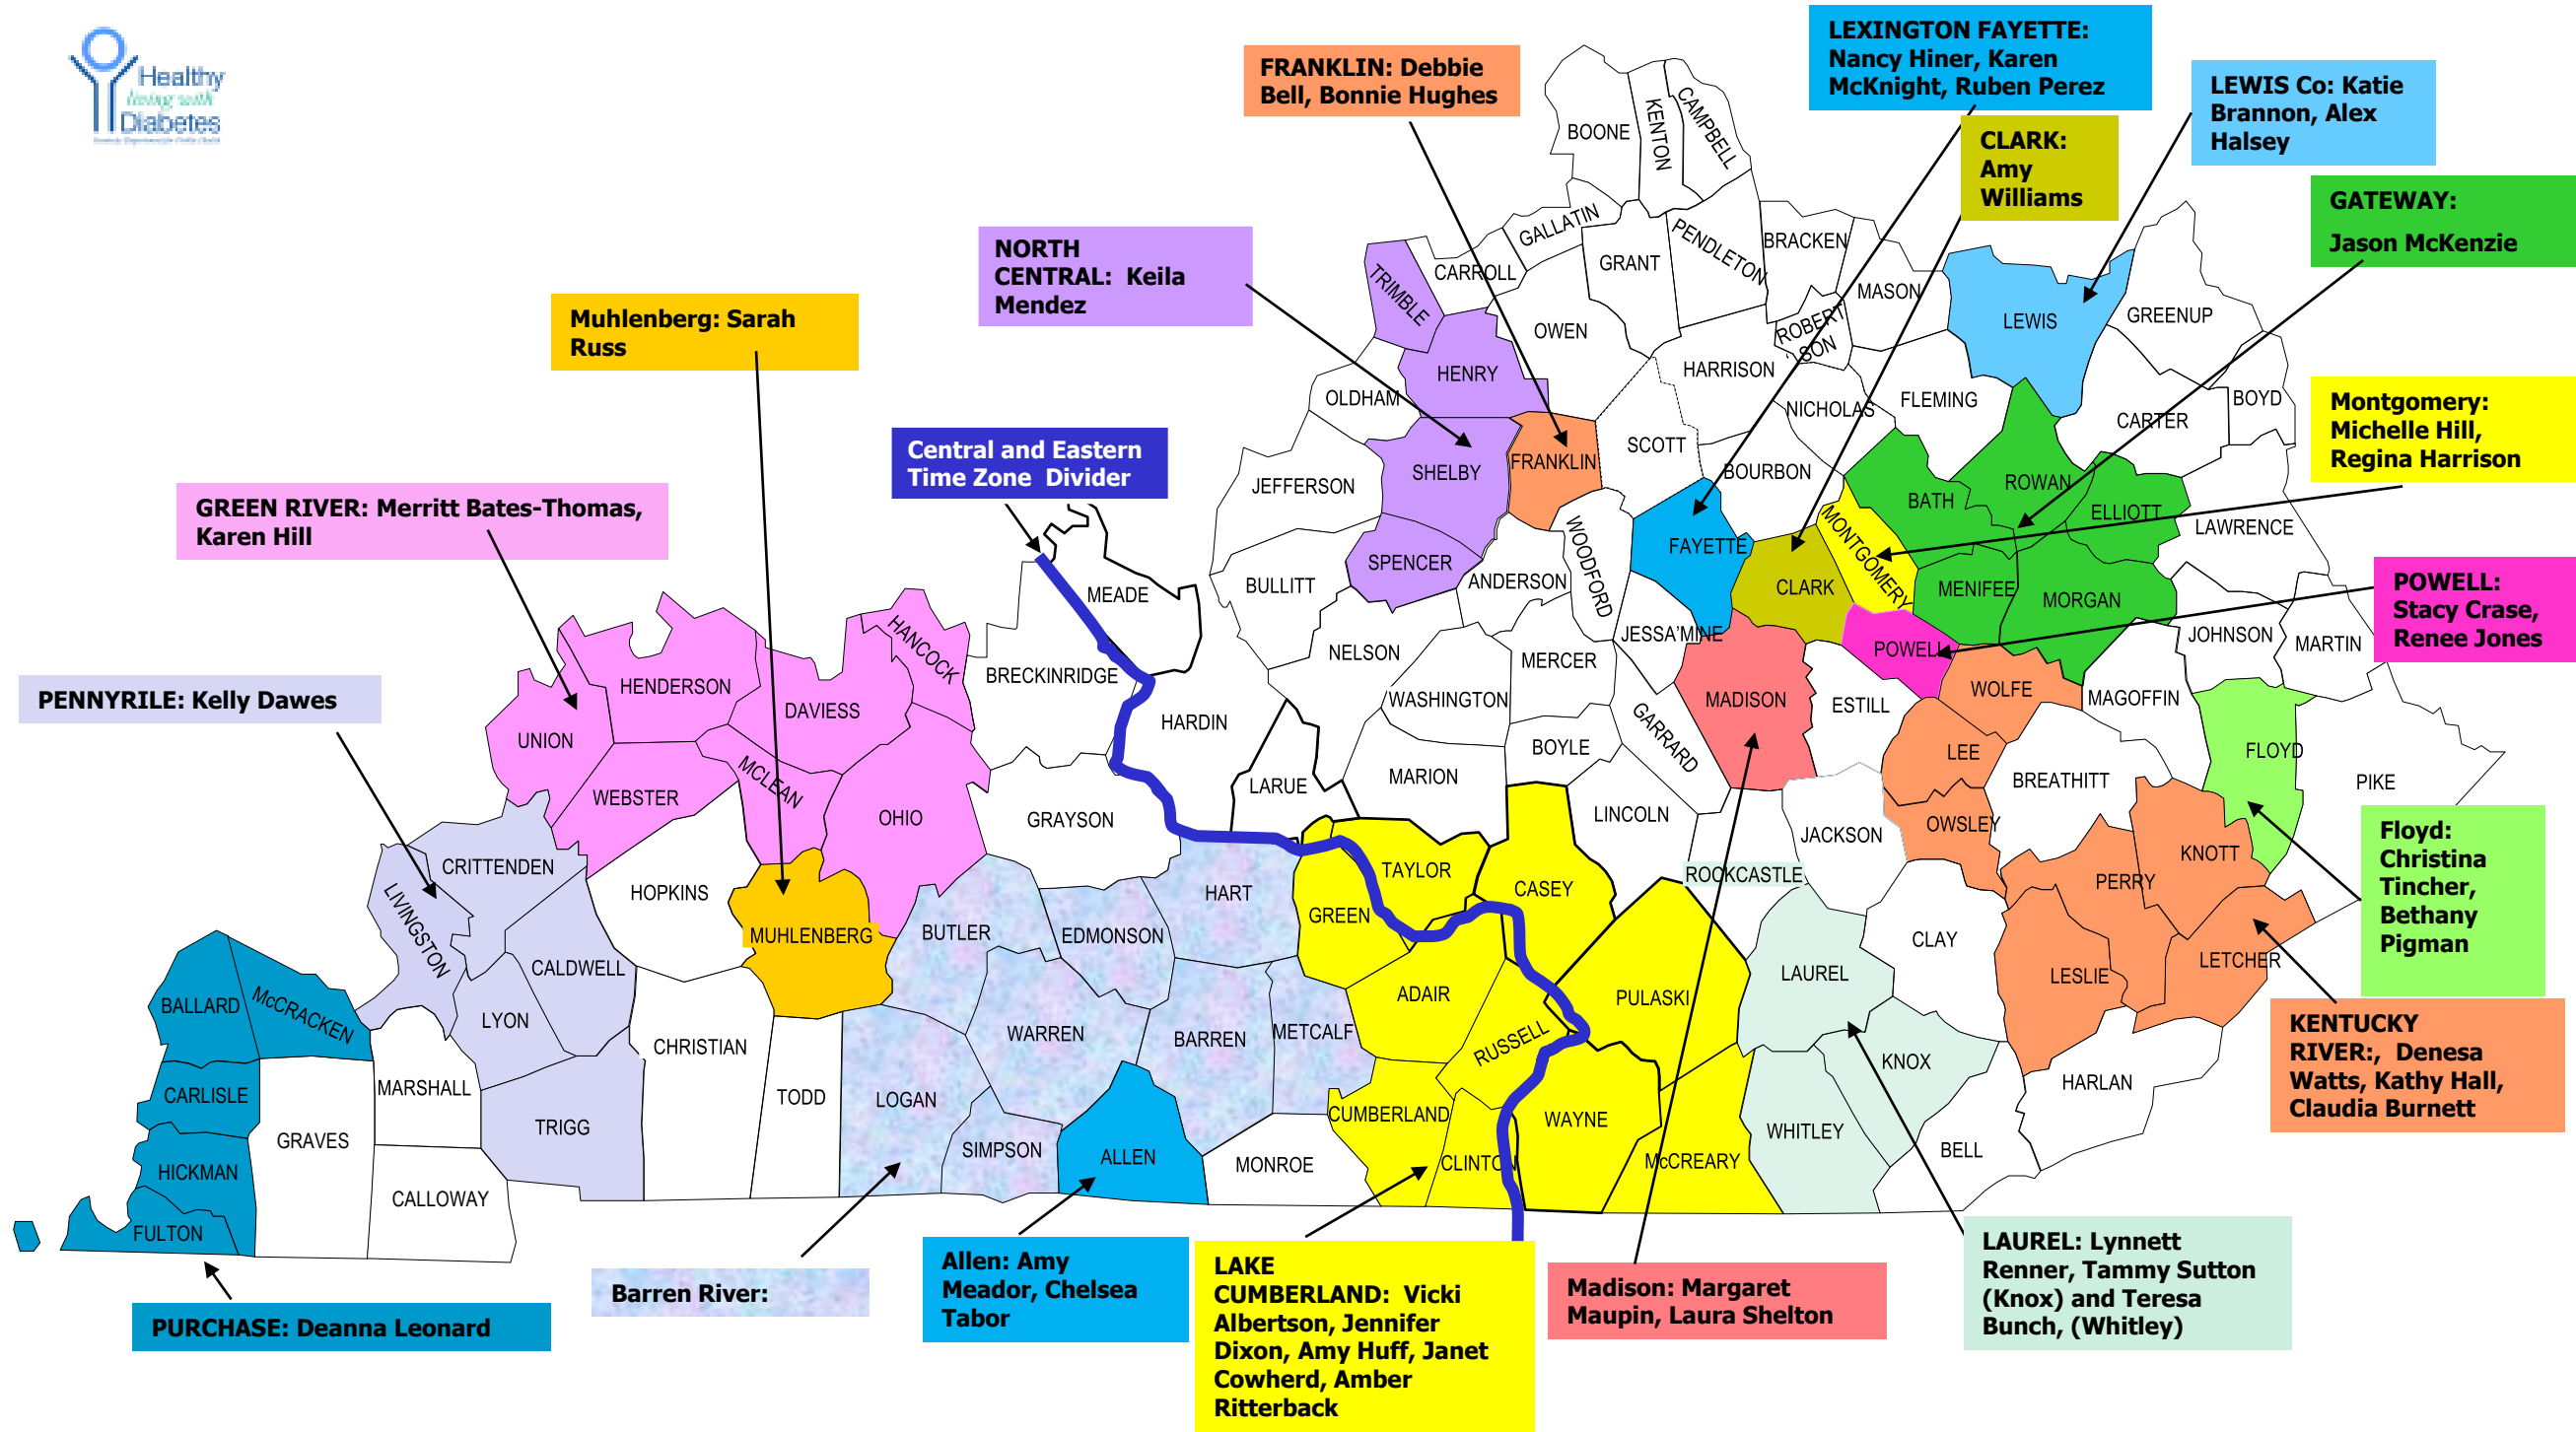 Healthy
living with
Diabetes
FRANKLIN: Debbie
Bell, Bonnie Hughes
LEXINGTON FAYETTE:
Nancy Hiner, Karen
McKnight, Ruben Perez
LEWIS Co: Katie
Brannon, Alex
Halsey
CLARK:
Amy
Williams
GATEWAY:
Jason McKenzie
NORTH
CENTRAL:  Keila
Mendez
Muhlenberg: Sarah
Russ
Montgomery:
Michelle Hill,
Regina Harrison
Central and Eastern
Time Zone  Divider
GREEN RIVER: Merritt Bates-Thomas,
Karen Hill
POWELL:
Stacy Crase,
Renee Jones
PENNYRILE: Kelly Dawes
Floyd:
Christina
Tincher,
Bethany
Pigman
KENTUCKY
RIVER:,  Denesa
Watts, Kathy Hall,
Claudia Burnett
LAUREL: Lynnett
Renner, Tammy Sutton
(Knox) and Teresa
Bunch, (Whitley)
Madison: Margaret
Maupin, Laura Shelton
LAKE
CUMBERLAND:  Vicki
Albertson, Jennifer
Dixon, Amy Huff, Janet
Cowherd, Amber
Ritterback
Allen: Amy
Meador, Chelsea
Tabor
Barren River:
PURCHASE: Deanna Leonard
BOONE
KENTON
CAMPBELL
GALLATIN
CARROLL
TRIMBLE
GRANT
PENDLETON
BRACKEN
MASON
ROBERT
SON
OWEN
LEWIS
GREENUP
HENRY
HARRISON
OLDHAM
NICHOLAS
FLEMING
CARTER
BOYD
SCOTT
SHELBY
FRANKLIN
BOURBON
JEFFERSON
BATH
ROWAN
ELLIOTT
LAWRENCE
WOODFORD
FAYETTE
MONTGOMERY
SPENCER
ANDERSON
BULLITT
CLARK
MENIFEE
MORGAN
MEADE
JESSA'MINE
JOHNSON
MARTIN
HANCOCK
NELSON
MERCER
POWELL
BRECKINRIDGE
HENDERSON
DAVIESS
WASHINGTON
MADISON
ESTILL
WOLFE
MAGOFFIN
HARDIN
UNION
GARRARD
BOYLE
LEE
FLOYD
PIKE
BREATHITT
MARION
LARUE
WEBSTER
MCLEAN
OHIO
GRAYSON
LINCOLN
JACKSON
OWSLEY
KNOTT
PERRY
CRITTENDEN
HOPKINS
ROCKCASTLE
TAYLOR
CASEY
HART
GREEN
LIVINGSTON
MUHLENBERG
BUTLER
EDMONSON
CLAY
LETCHER
LESLIE
CALDWELL
LAUREL
ADAIR
PULASKI
BALLARD
McCRACKEN
LYON
WARREN
BARREN
METCALF
RUSSELL
CHRISTIAN
KNOX
HARLAN
CARLISLE
MARSHALL
TODD
LOGAN
CUMBERLAND
WAYNE
WHITLEY
GRAVES
TRIGG
SIMPSON
ALLEN
MONROE
CLINTON
McCREARY
BELL
HICKMAN
CALLOWAY
FULTON